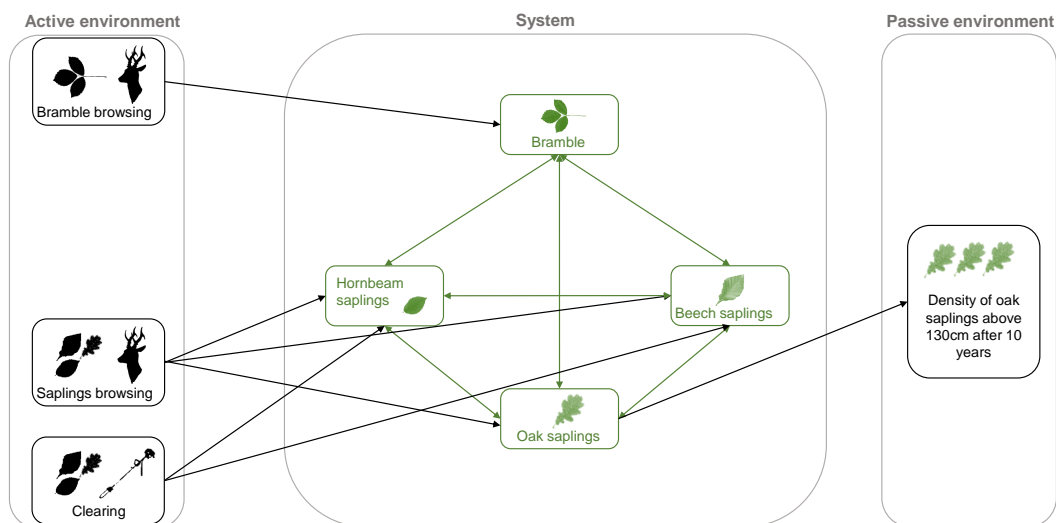 Active environment
System
Passive environment
Bramble browsing
Bramble
Hornbeam
saplings
Beech saplings
Density of oak
saplings above
130cm after 10
years
Saplings browsing
Oak saplings
Clearing